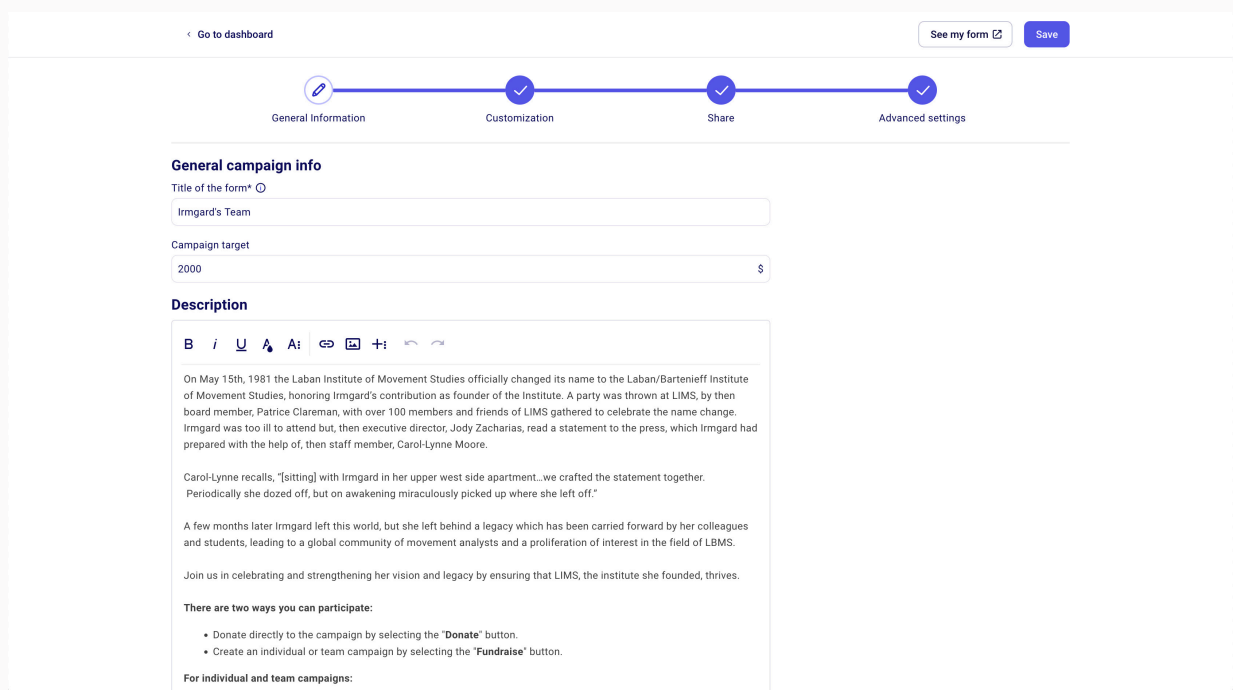 Go to dashboard
See my form
Save
General Information
Customization
Share
Advanced settings
General campaign info
Title of the form*
Irmgard's Team
Campaign target
2000
$
Description
B i U A A
On May 15th, 1981 the Laban Institute of Movement Studies officially changed its name to the Laban/Bartenieff Institute
of Movement Studies, honoring Irmgard's contribution as founder of the Institute. A party was thrown at LIMS, by then
board member, Patrice Clareman, with over 100 members and friends of LIMS gathered to celebrate the name change.
Irmgard was too ill to attend but, then executive director, Jody Zacharias, read a statement to the press, which Irmgard had
prepared with the help of, then staff member, Carol-Lynne Moore.
Carol-Lynne recalls, "[sitting] with Irmgard in her upper west side apartment…we crafted the statement together.
Periodically she dozed off, but on awakening miraculously picked up where she left off."
A few months later Irmgard left this world, but she left behind a legacy which has been carried forward by her colleagues
and students, leading to a global community of movement analysts and a proliferation of interest in the field of LBMS.
Join us in celebrating and strengthening her vision and legacy by ensuring that LIMS, the institute she founded, thrives.
There are two ways you can participate:
• Donate directly to the campaign by selecting the "Donate" button.
• Create an individual or team campaign by selecting the "Fundraise" button.
For individual and team campaigns: